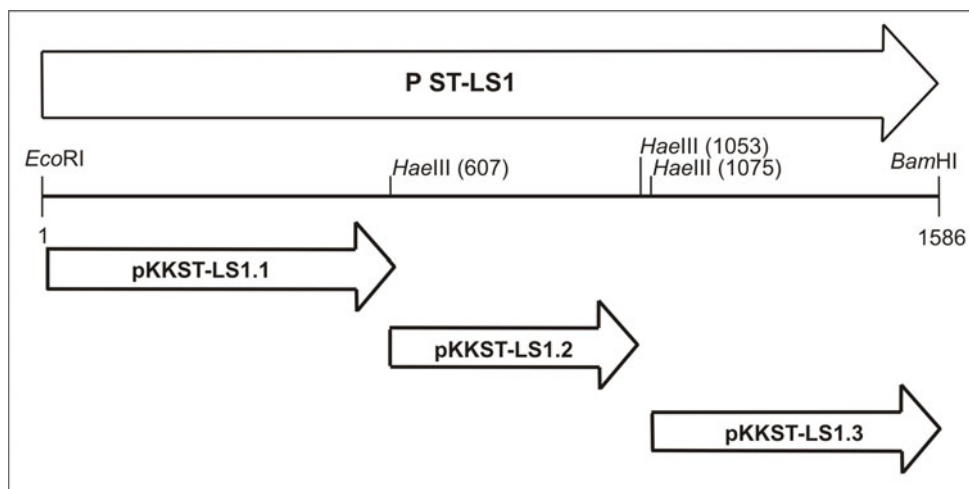 P ST-LS1
EcoRI
HaeIII (607)
HaeIII (1053)
HaeIII (1075)
BamHI
1
1586
pKKST-LS1.1
pKKST-LS1.2
pKKST-LS1.3